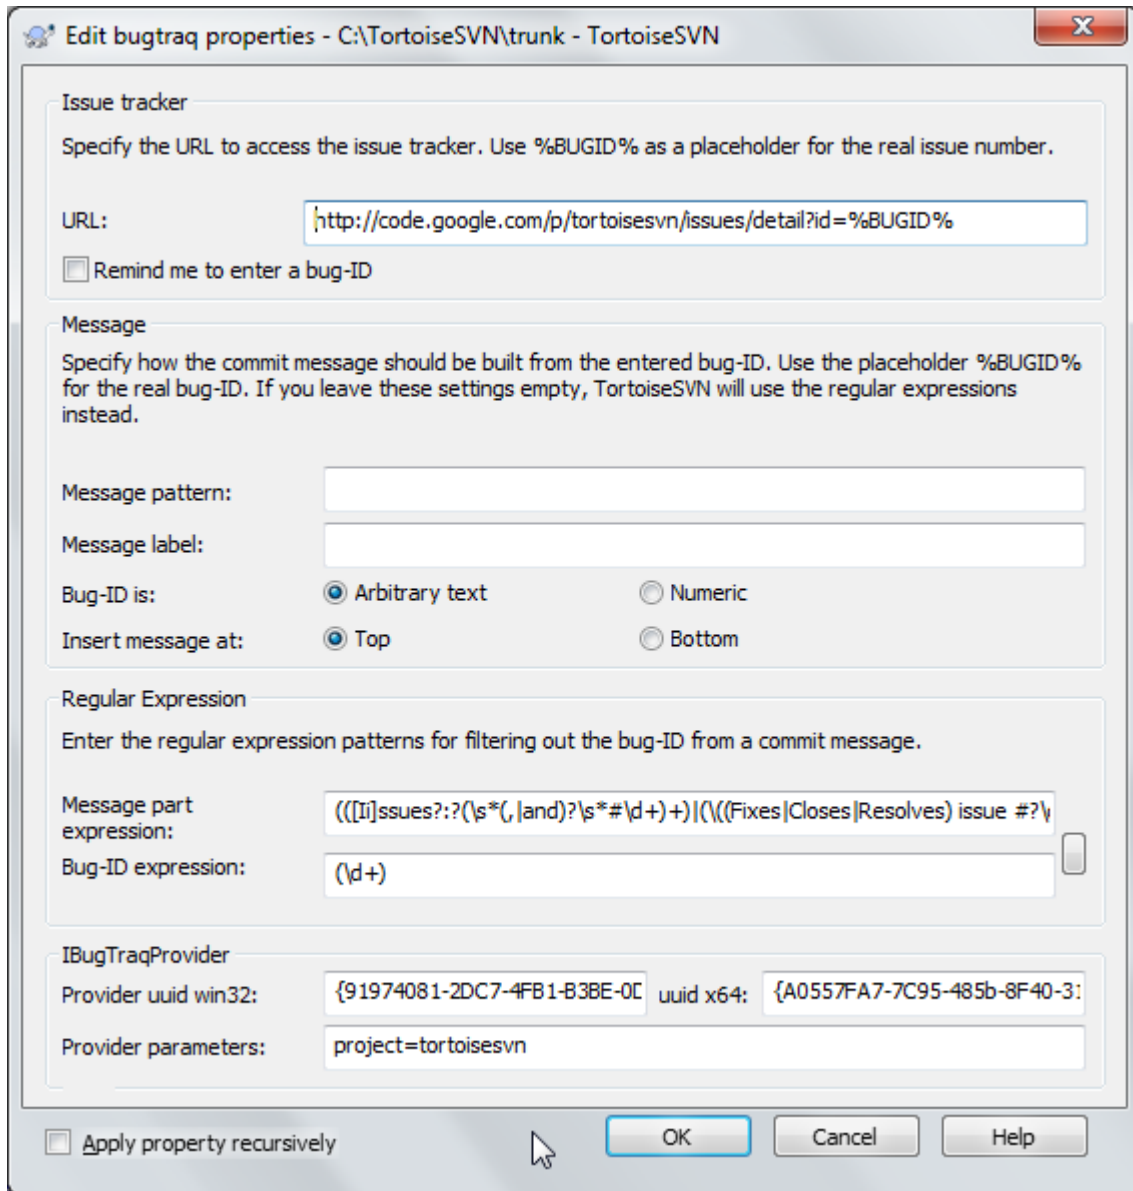 Edit bugtraq properties - C:\TortoiseSVN\trunk - TortoiseSVN
X
Issue tracker
Specify the URL to access the issue tracker. Use %BUGID% as a placeholder for the real issue number.
URL: http://code.google.com/p/tortoisesvn/issues/detail?id=%BUGID%
Remind me to enter a bug-ID
Message
Specify how the commit message should be built from the entered bug-ID. Use the placeholder %BUGID%
for the real bug-ID. If you leave these settings empty, TortoiseSVN will use the regular expressions
instead.
Message pattern:
Message label:
Bug-ID is: Arbitrary text Numeric
Insert message at: Top Bottom
Regular Expression
Enter the regular expression patterns for filtering out the bug-ID from a commit message.
Message part
expression:
(([Ii]ssues?:?(\s*(,|and)?\s*#\d+)+)|(\((Fixes|Closes|Resolves) issue #?\
Bug-ID expression: (\d+)
IBugTraqProvider
Provider uuid win32: {91974081-2DC7-4FB1-B3BE-0D uuid x64: {A0557FA7-7C95-485b-8F40-31
Provider parameters: project=tortoisesvn
Apply property recursively OK Cancel Help